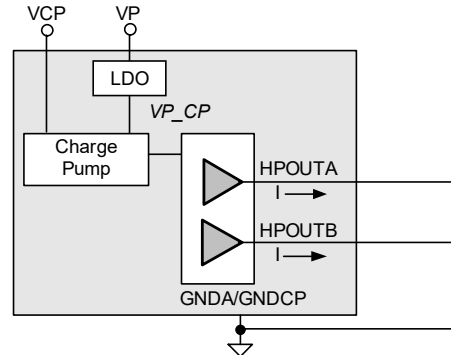 VCP VP
LDO
VP_CP
Charge
Pump
HPOUTA
I
HPOUTB
I
GNDA/GNDCP